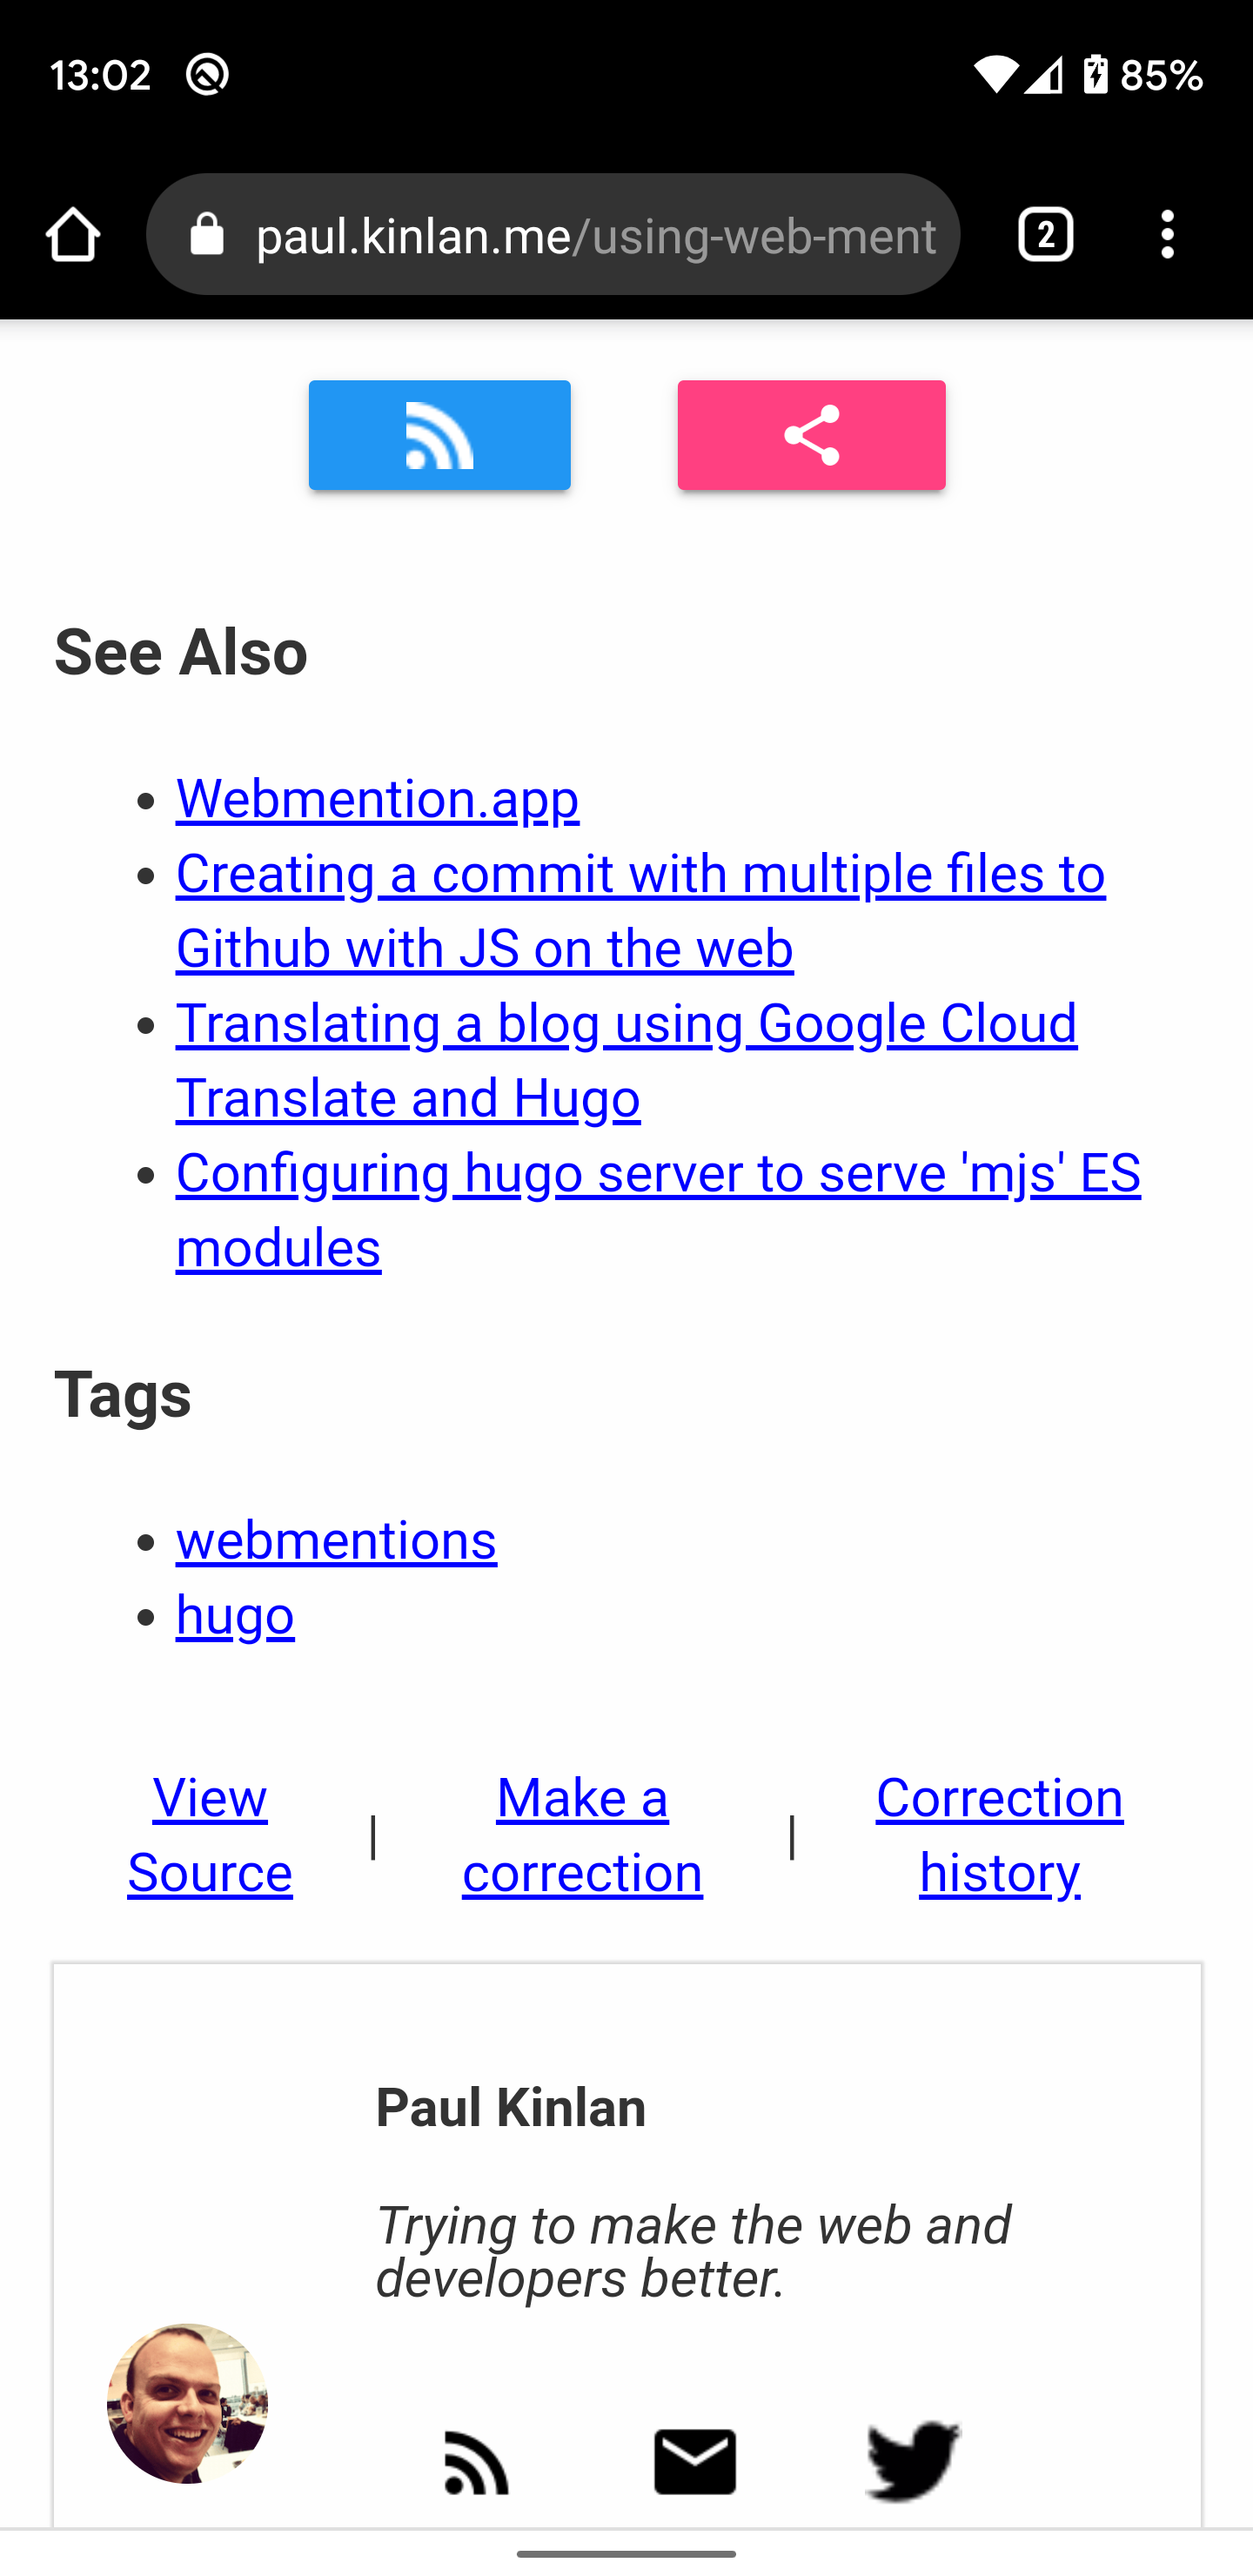 13:02
85%
paul.kinlan.me/using-web-ment
2
See Also
Webmention.app
Creating a commit with multiple files to
Github with JS on the web
Translating a blog using Google Cloud
Translate and Hugo
Configuring hugo server to serve 'mjs' ES
modules
Tags
webmentions
hugo
View
Source
|
Make a
correction
|
Correction
history
Paul Kinlan
Trying to make the web and
developers better.